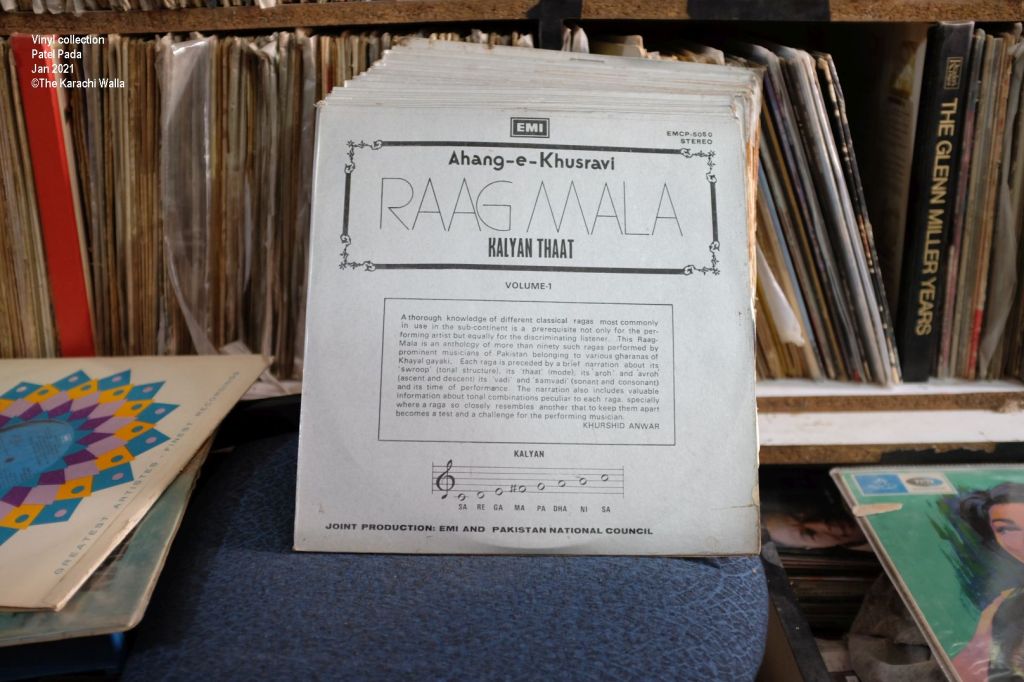 Vinyl collection
Patel Pada
Jan 2021
©The Karachi Walla
EMI
EMCP-5050
STEREO
Ahang-e-Khusravi
RAAG MALA
KALYAN THAAT
VOLUME-1
A thorough knowledge of different classical ragas most commonly
in use in the sub-continent is a prerequisite not only for the per-
forming artist but equally for the discriminating listener. This Raag-
Mala is an anthology of more than ninety such ragas performed by
prominent musicians of Pakistan belonging to various gharanas of
Khayal gayaki. Each raga is preceded by a brief narration about its
'swroop' (tonal structure), its 'thaat' (mode), its 'aroh' and 'avroh'
(ascent and descent) its 'vadi' and 'samvadi' (sonant and consonant)
and its time of performance. The narration also includes valuable
Information about tonal combinations peculiar to each raga, specially
where a raga so closely resembles another that to keep them apart
becomes a test and a challenge for the performing musician.
KHURSHID ANWAR
KALYAN
SA RE GA MA PA DHA NI SA
JOINT PRODUCTION: EMI AND PAKISTAN NATIONAL COUNCIL
THE GLENN MILLER YEARS
GREATEST ARTISTES · FINEST RECORDING